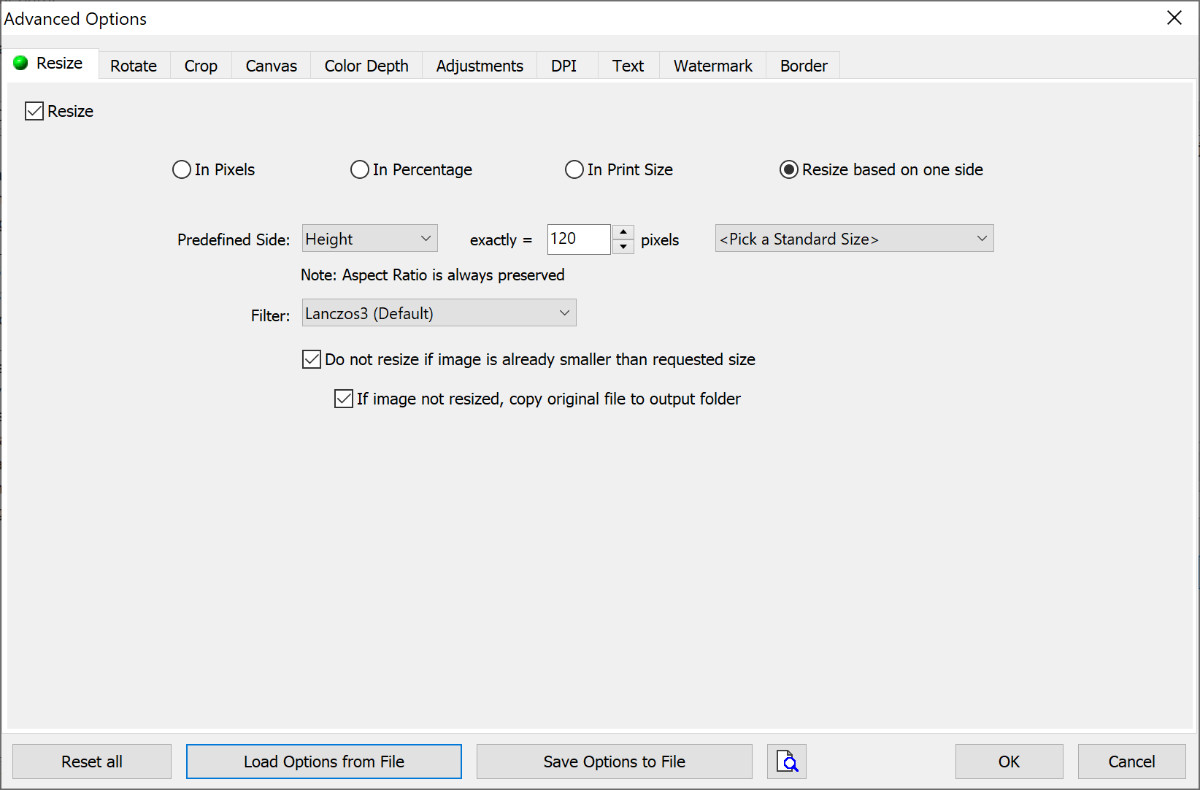 Advanced Options
Resize Rotate Crop Canvas Color Depth Adjustments DPI Text Watermark Border
Resize
In Pixels In Percentage In Print Size Resize based on one side
Predefined Side: Height exactly = 120 pixels <Pick a Standard Size>
Note: Aspect Ratio is always preserved
Filter: Lanczos3 (Default)
Do not resize if image is already smaller than requested size
If image not resized, copy original file to output folder
Reset all Load Options from File Save Options to File OK Cancel